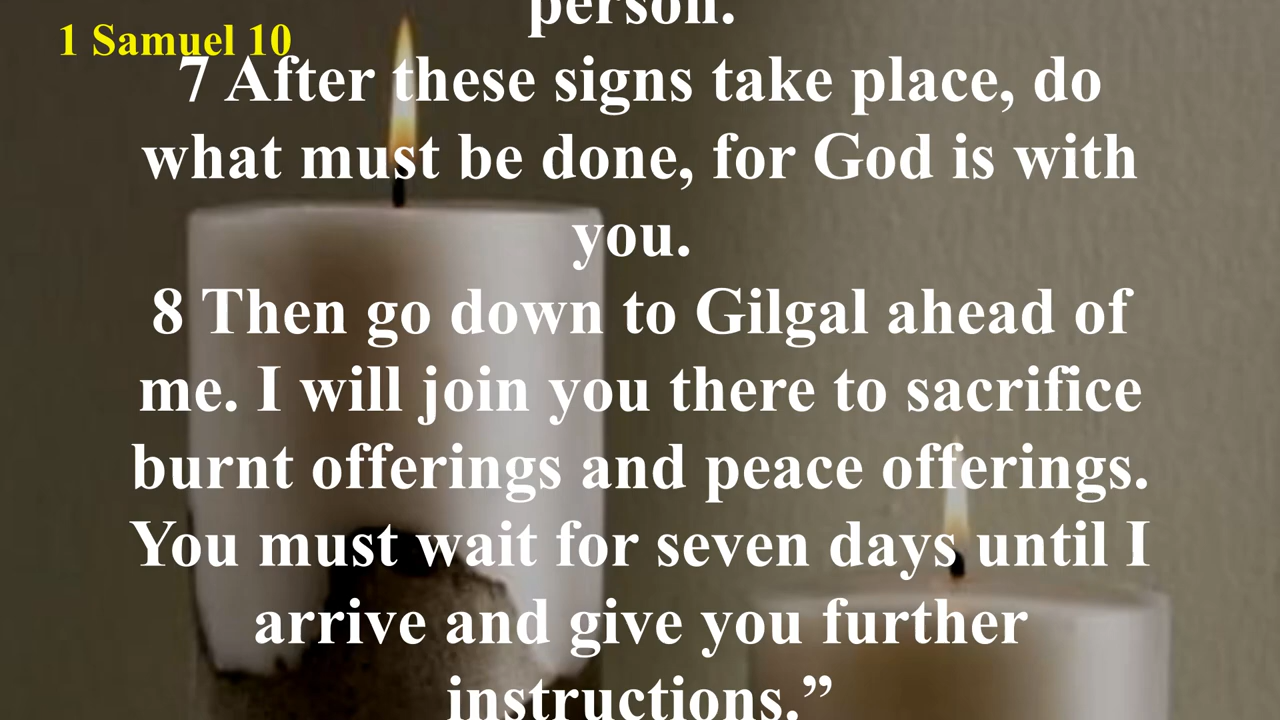 1 Samuel 10
person.
7 After these signs take place, do
what must be done, for God is with
you.
8 Then go down to Gilgal ahead of
me. I will join you there to sacrifice
burnt offerings and peace offerings.
You must wait for seven days until I
arrive and give you further
instructions.”